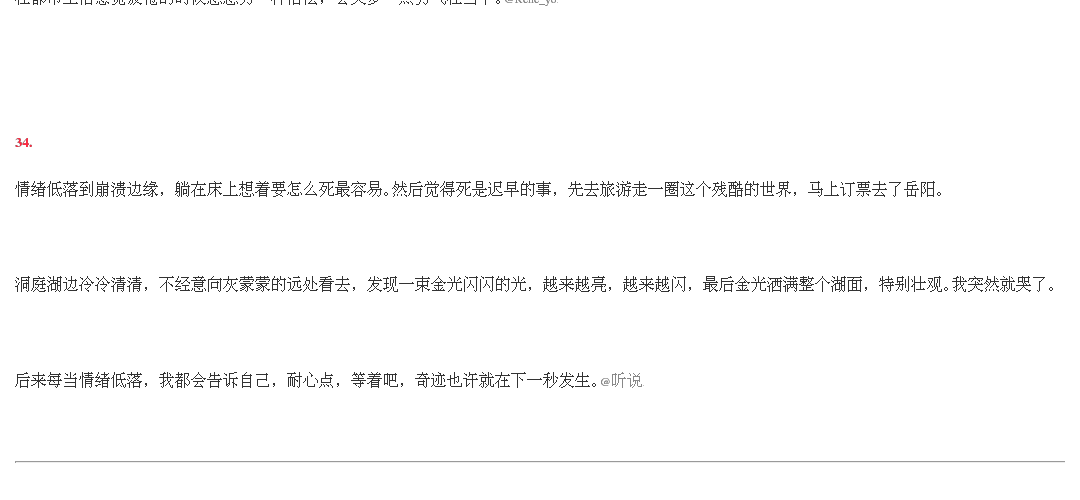 34.
情绪低落到崩溃边缘，躺在床上想着要怎么死最容易。然后觉得死是迟早的事，先去旅游走一圈这个残酷的世界，马上订票去了岳阳。
洞庭湖边冷冷清清，不经意向灰蒙蒙的远处看去，发现一束金光闪闪的光，越来越亮，越来越闪，最后金光洒满整个湖面，特别壮观。我突然就哭了。
后来每当情绪低落，我都会告诉自己，耐心点，等着吧，奇迹也许就在下一秒发生。@听说